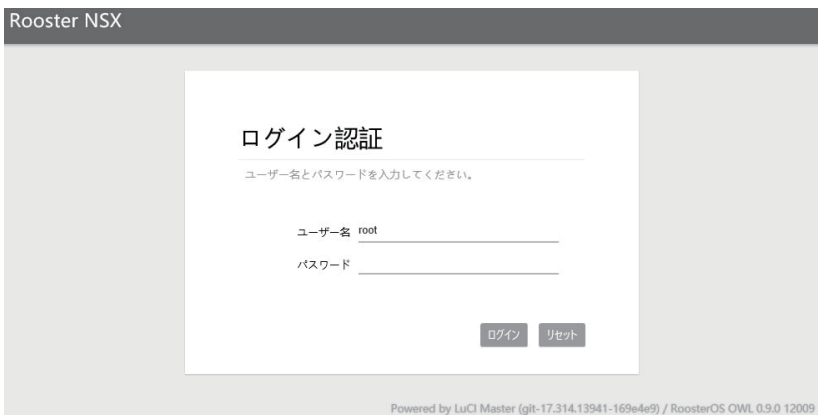 Rooster NSX
ログイン認証
ユーザー名とパスワードを入力してください。
ユーザー名 root
パスワード
ログイン リセット
Powered by LuCI Master (git-17.314.13941-169e4e9) / RoosterOS OWL 0.9.0 12009